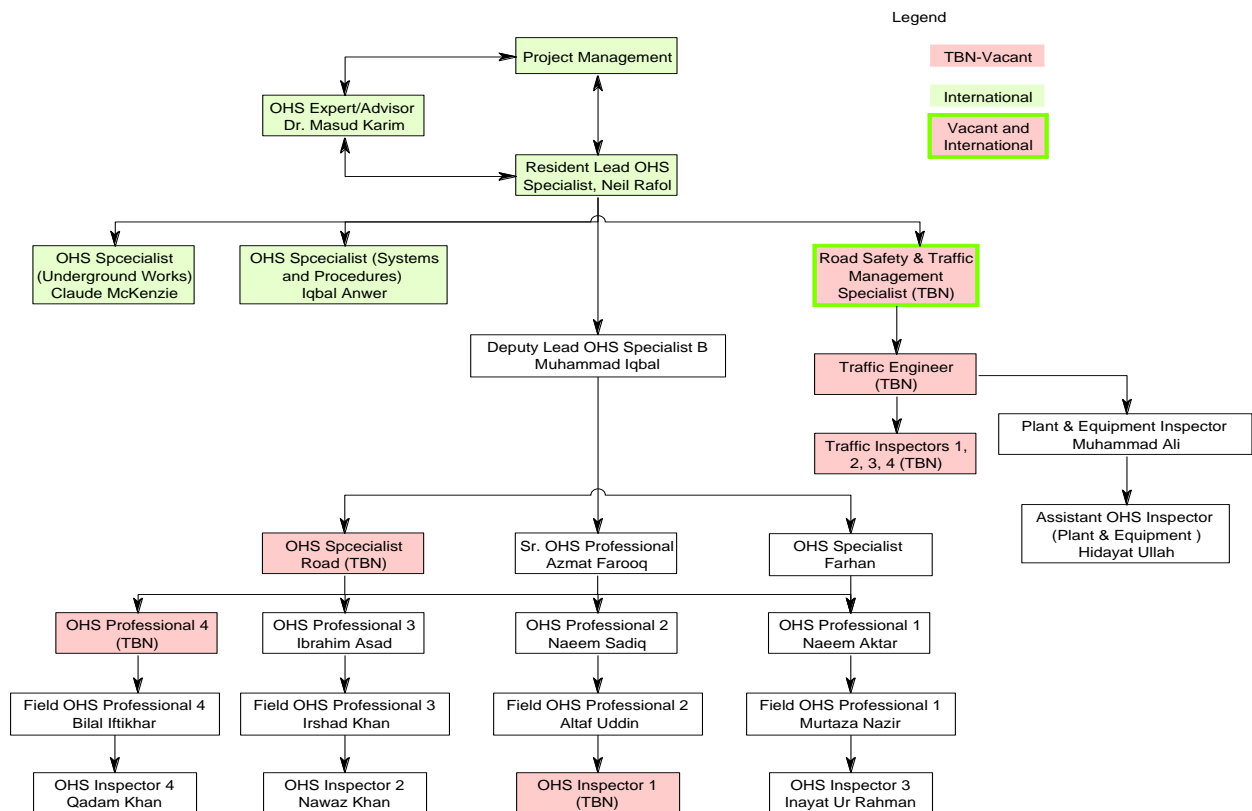 Legend
TBN-Vacant
International
Vacant and
International
Project Management
OHS Expert/Advisor
Dr. Masud Karim
Resident Lead OHS
Specialist, Neil Rafol
OHS Spcecialist
(Underground Works)
Claude McKenzie
OHS Spcecialist (Systems
and Procedures)
Iqbal Anwer
Road Safety & Traffic
Management
Specialist (TBN)
Deputy Lead OHS Specialist B
Muhammad Iqbal
Traffic Engineer
(TBN)
Traffic Inspectors 1,
2, 3, 4 (TBN)
Plant & Equipment Inspector
Muhammad Ali
Assistant OHS Inspector
(Plant & Equipment )
Hidayat Ullah
OHS Spcecialist
Road (TBN)
Sr. OHS Professional
Azmat Farooq
OHS Specialist
Farhan
OHS Professional 4
(TBN)
OHS Professional 3
Ibrahim Asad
OHS Professional 2
Naeem Sadiq
OHS Professional 1
Naeem Aktar
Field OHS Professional 4
Bilal Iftikhar
Field OHS Professional 3
Irshad Khan
Field OHS Professional 2
Altaf Uddin
Field OHS Professional 1
Murtaza Nazir
OHS Inspector 4
Qadam Khan
OHS Inspector 2
Nawaz Khan
OHS Inspector 1
(TBN)
OHS Inspector 3
Inayat Ur Rahman